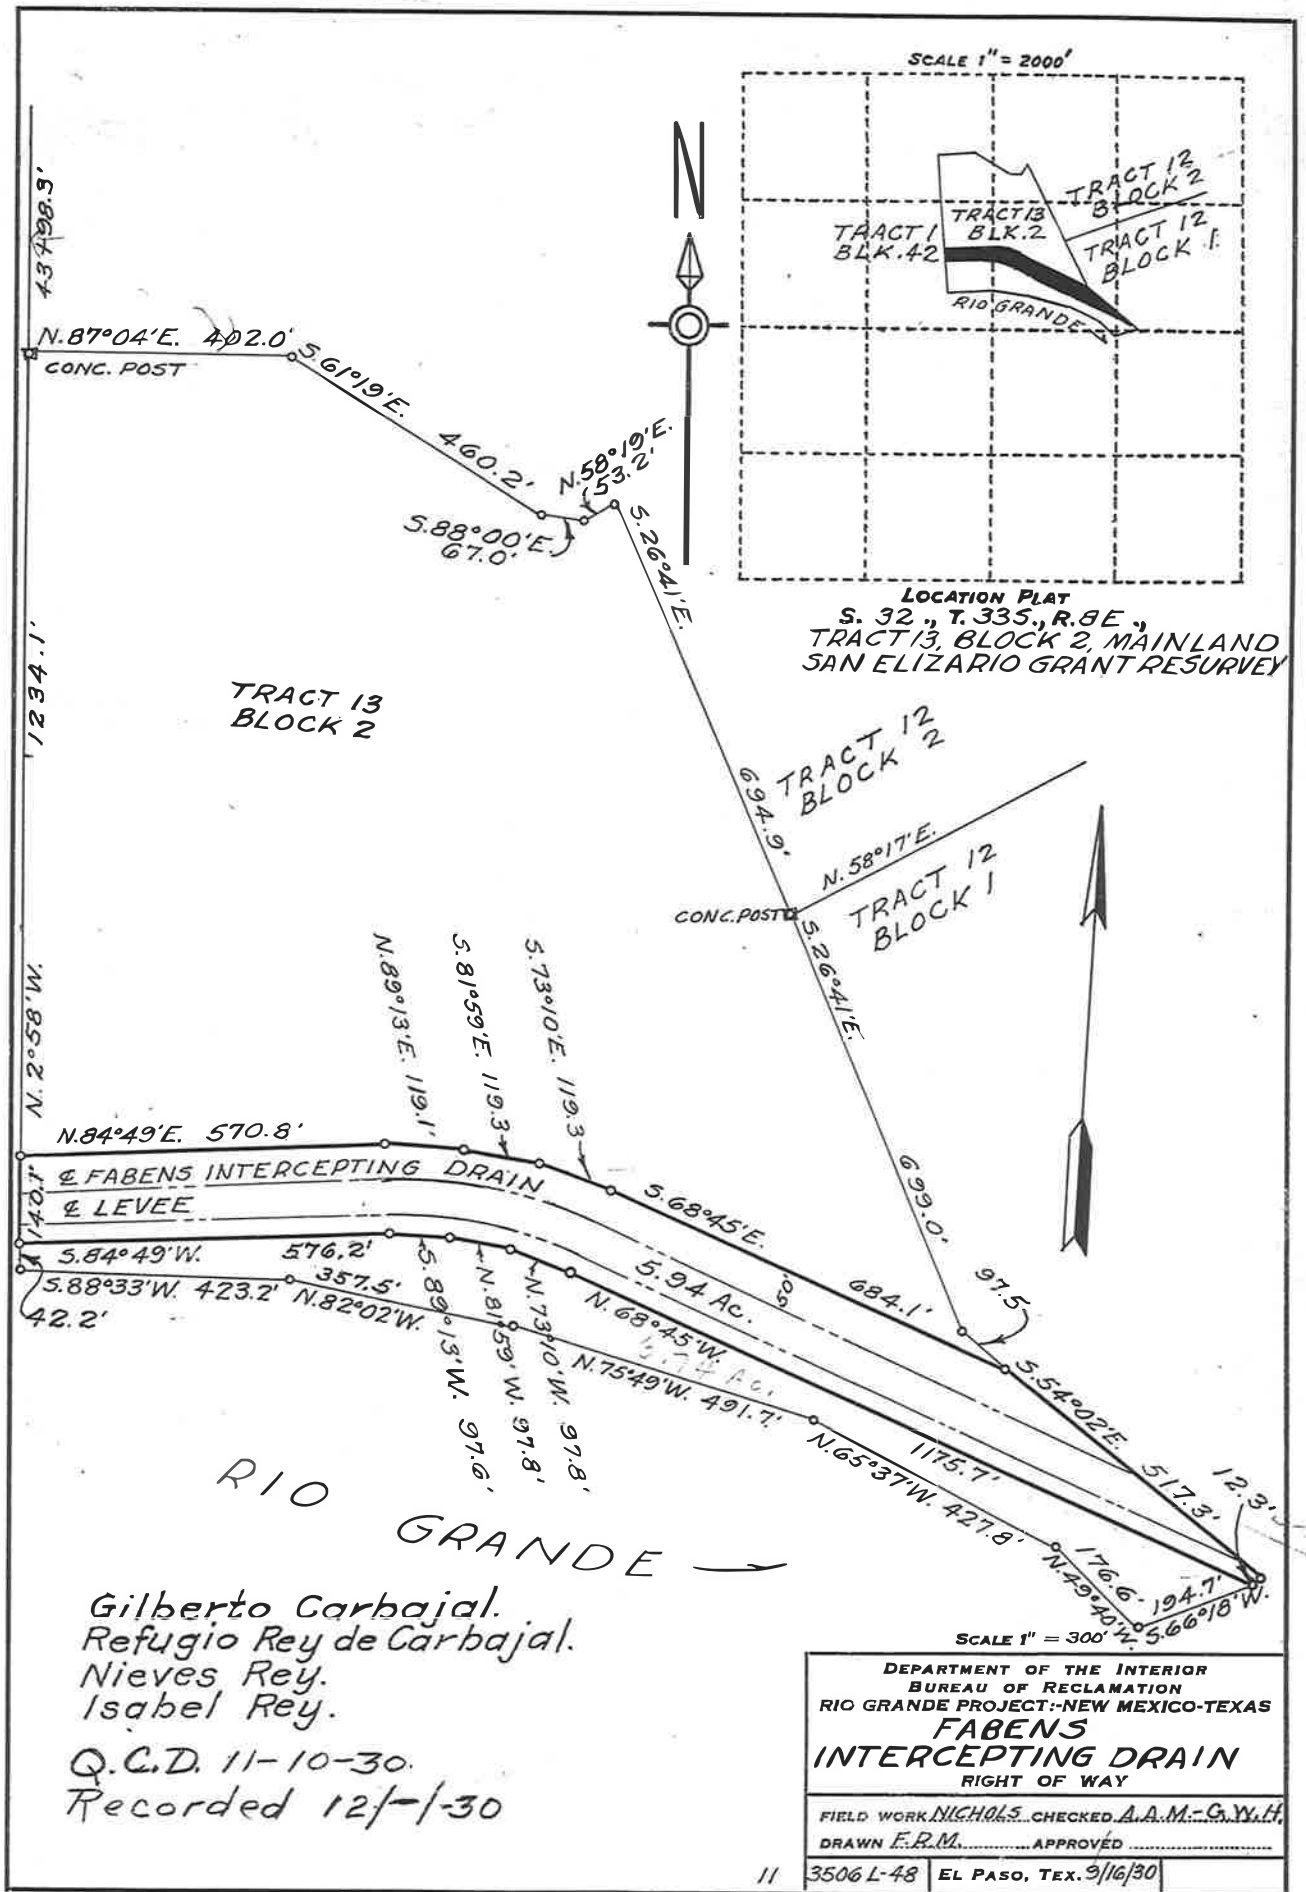 SCALE 1" = 2000'
N
TRACT 12
BLOCK 2
TRACT 13
BLK.2
TRACT 1
BLK.42
TRACT 12
BLOCK 1
RIO GRANDE
LOCATION PLAT
S. 32., T. 33S., R. 8E.,
TRACT 13, BLOCK 2, MAINLAND
SAN ELIZARIO GRANT RESURVEY
43498.3'
N.87°04'E. 402.0'
CONC. POST
S.61°19'E.
460.2'
N.58°19'E.
53.2'
S.88°00'E.
67.0'
S.26°41'E.
694.9'
1234.1'
TRACT 13
BLOCK 2
TRACT 12
BLOCK 2
N.58°17'E.
TRACT 12
BLOCK 1
CONC. POST
S.26°41'E.
699.0'
N. 2°58'W.
N.89°13'E. 119.1'
S.81°59'E. 119.3
S.73°10'E. 119.3
N.84°49'E. 570.8'
℄ FABENS INTERCEPTING DRAIN
℄ LEVEE
140.1'
S.84°49'W. 576.2'
S.88°33'W. 423.2'
42.2'
357.5'
N.82°02'W.
S.89°13'W. 97.6'
N.81°59'W. 97.8'
N.73°10'W. 97.8'
S.68°45'E.
684.1'
5.94 AC.
50'
97.5
N.68°45'W.
1175.7'
N.75°49'W. 491.7'
S.54°02'E.
517.3'
12.3'
N.65°37'W. 427.8'
176.6'
N.49°40'W.
194.7'
S.66°18'W.
RIO
GRANDE
Gilberto Carbajal.
Refugio Rey de Carbajal.
Nieves Rey.
Isabel Rey.
Q.C.D. 11-10-30.
Recorded 12-1-30
SCALE 1" = 300'
DEPARTMENT OF THE INTERIOR
BUREAU OF RECLAMATION
RIO GRANDE PROJECT:-NEW MEXICO-TEXAS
FABENS
INTERCEPTING DRAIN
RIGHT OF WAY
FIELD WORK NICHOLS CHECKED A.A.M.-G.W.H.
DRAWN F.R.M. APPROVED
11
3506 L-48 EL PASO, TEX. 9/16/30